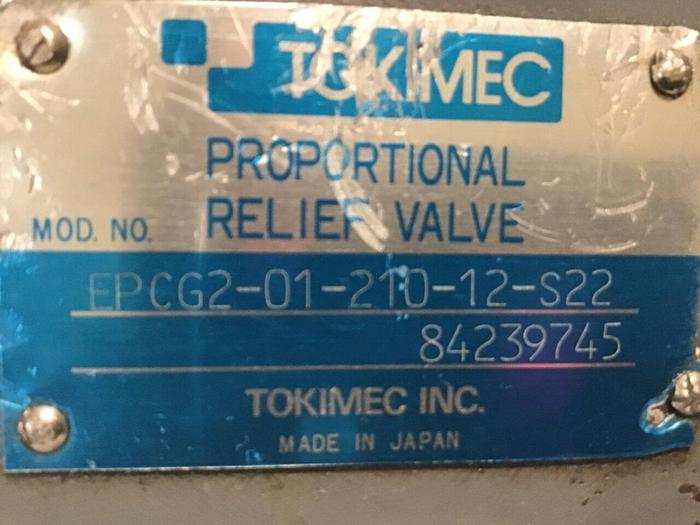 TOKIMEC
PROPORTIONAL
RELIEF VALVE
MOD. NO.
EPCG2-01-210-12-S22
84239745
TOKIMEC INC.
MADE IN JAPAN